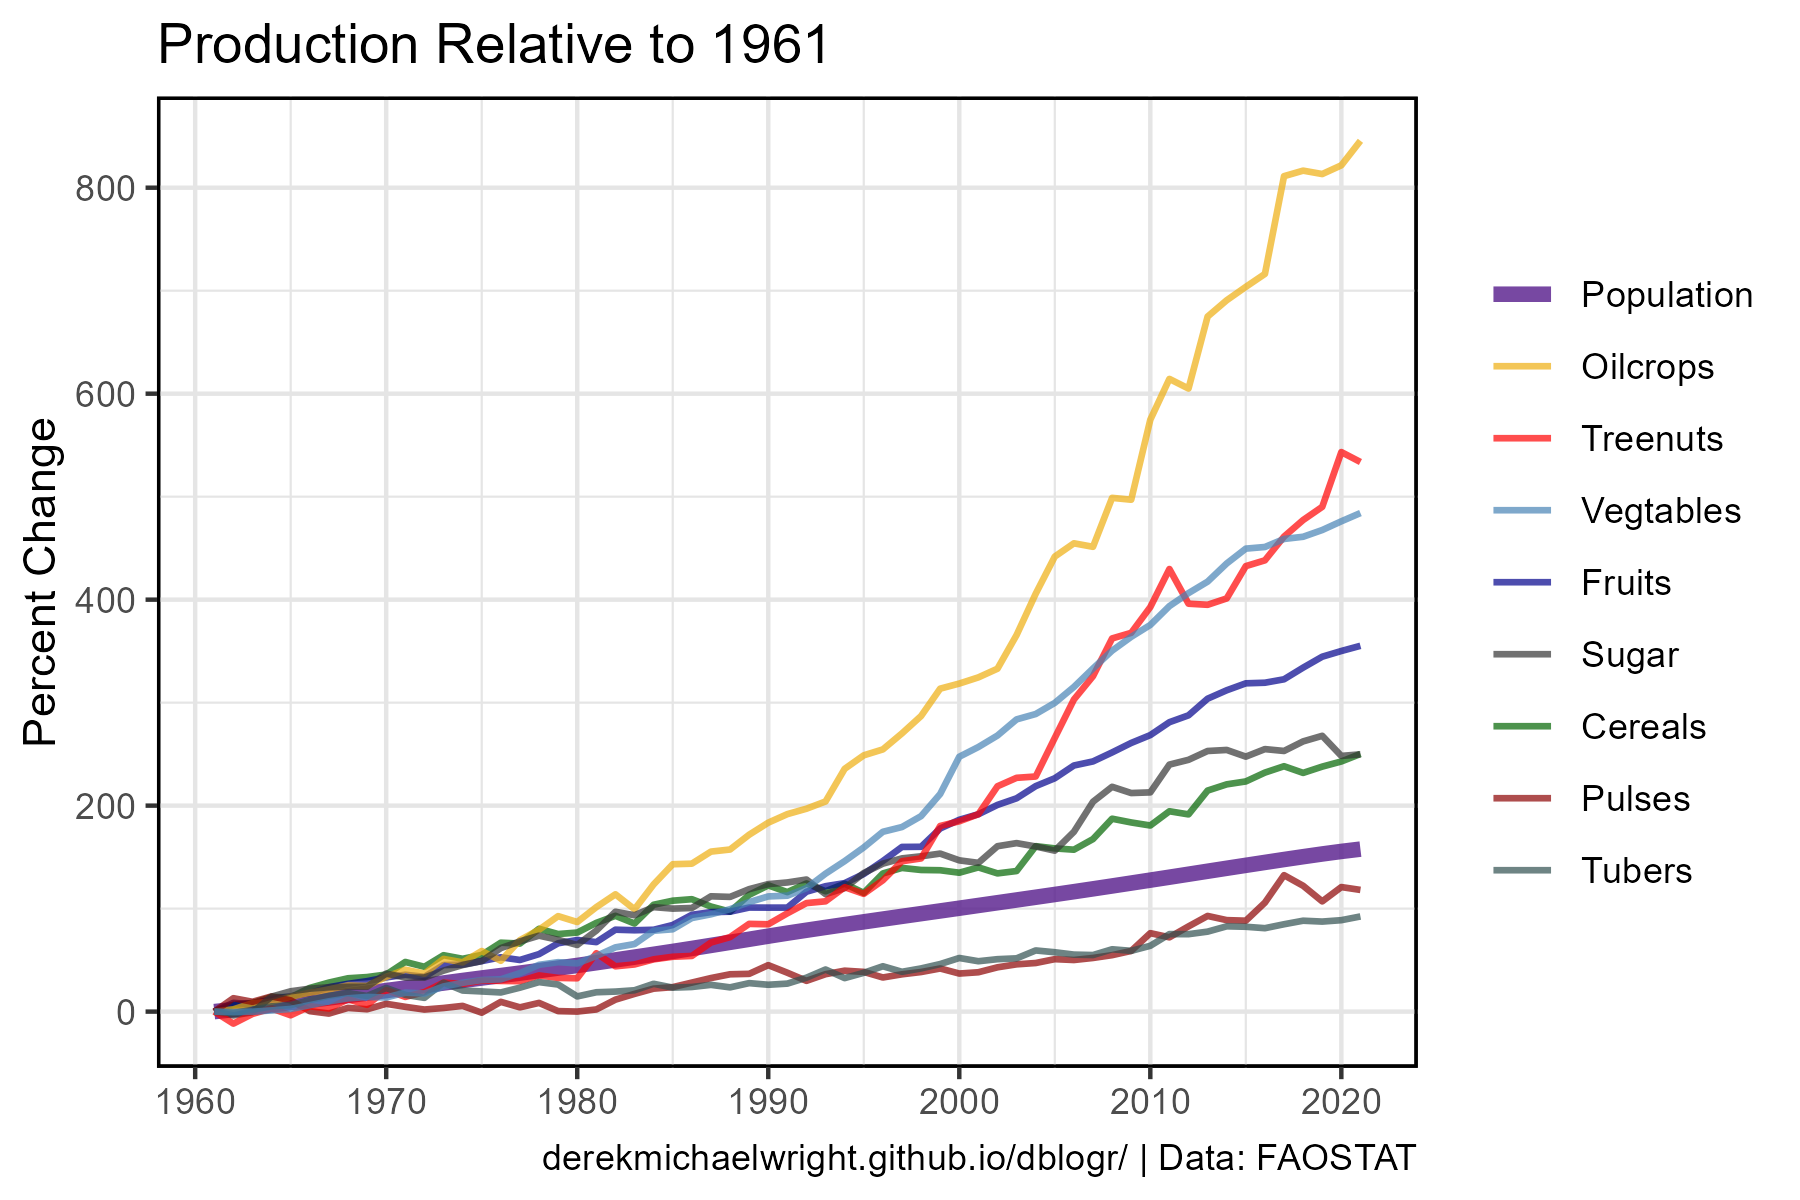 Production Relative to 1961
Percent Change
800
600
400
200
0
1960 1970 1980 1990 2000 2010 2020
Population
Oilcrops
Treenuts
Vegtables
Fruits
Sugar
Cereals
Pulses
Tubers
derekmichaelwright.github.io/dblogr/ | Data: FAOSTAT